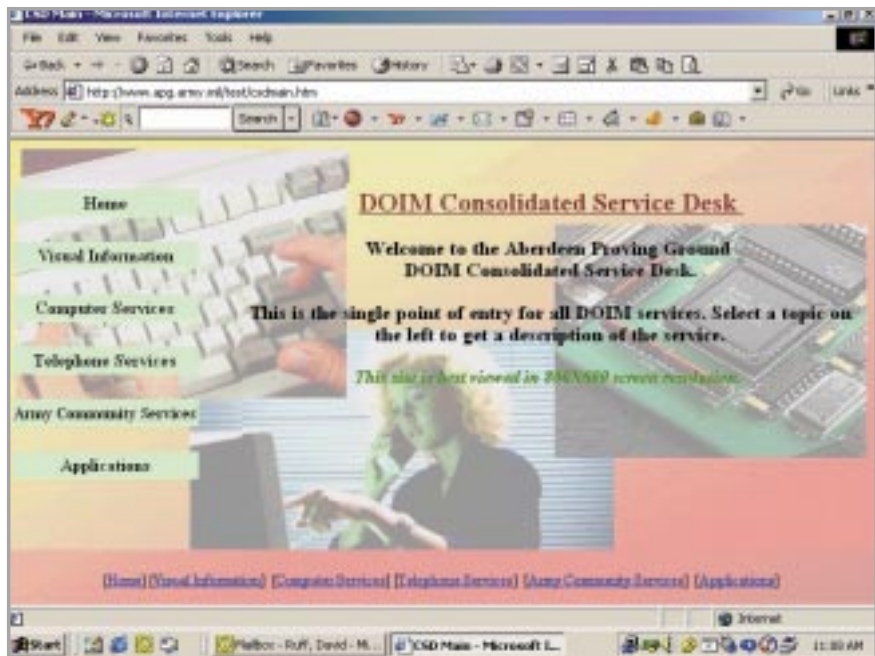 CSD Main - Microsoft Internet Explorer
File Edit View Favorites Tools Help
Back Search Favorites History
Address http://www.apg.army.mil/test/csdmain.htm Go Links
Search
Home
DOIM Consolidated Service Desk
Visual Information
Welcome to the Aberdeen Proving Ground
DOIM Consolidated Service Desk.
Computer Services
This is the single point of entry for all DOIM services. Select a topic on
the left to get a description of the service.
Telephone Services
This site is best viewed in screen resolution.
Army Community Services
Applications
[Home] [Visual Information] [Computer Services] [Telephone Services] [Army Community Services] [Applications]
Internet
Start Mailbox - Ruff, David - Mi... CSD Main - Microsoft I... AM